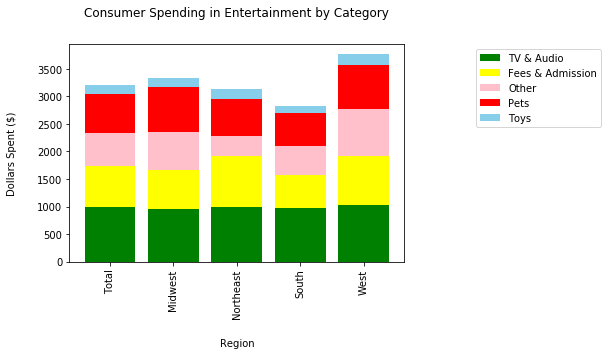 Consumer Spending in Entertainment by Category
Dollars Spent ($)
3500
3000
2500
2000
1500
1000
500
0
Total
Midwest
Northeast
South
West
Region
TV & Audio
Fees & Admission
Other
Pets
Toys